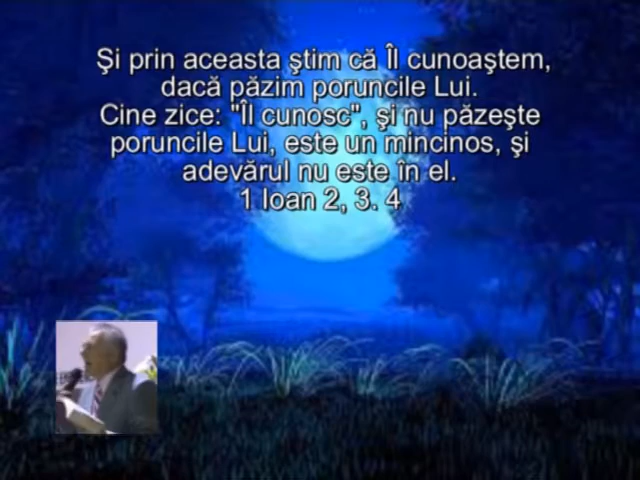 Şi prin aceasta ştim că Îl cunoaştem,
dacă păzim poruncile Lui.
Cine zice: "Îl cunosc", şi nu păzeşte
poruncile Lui, este un mincinos, şi
adevărul nu este în el.
1 Ioan 2, 3. 4